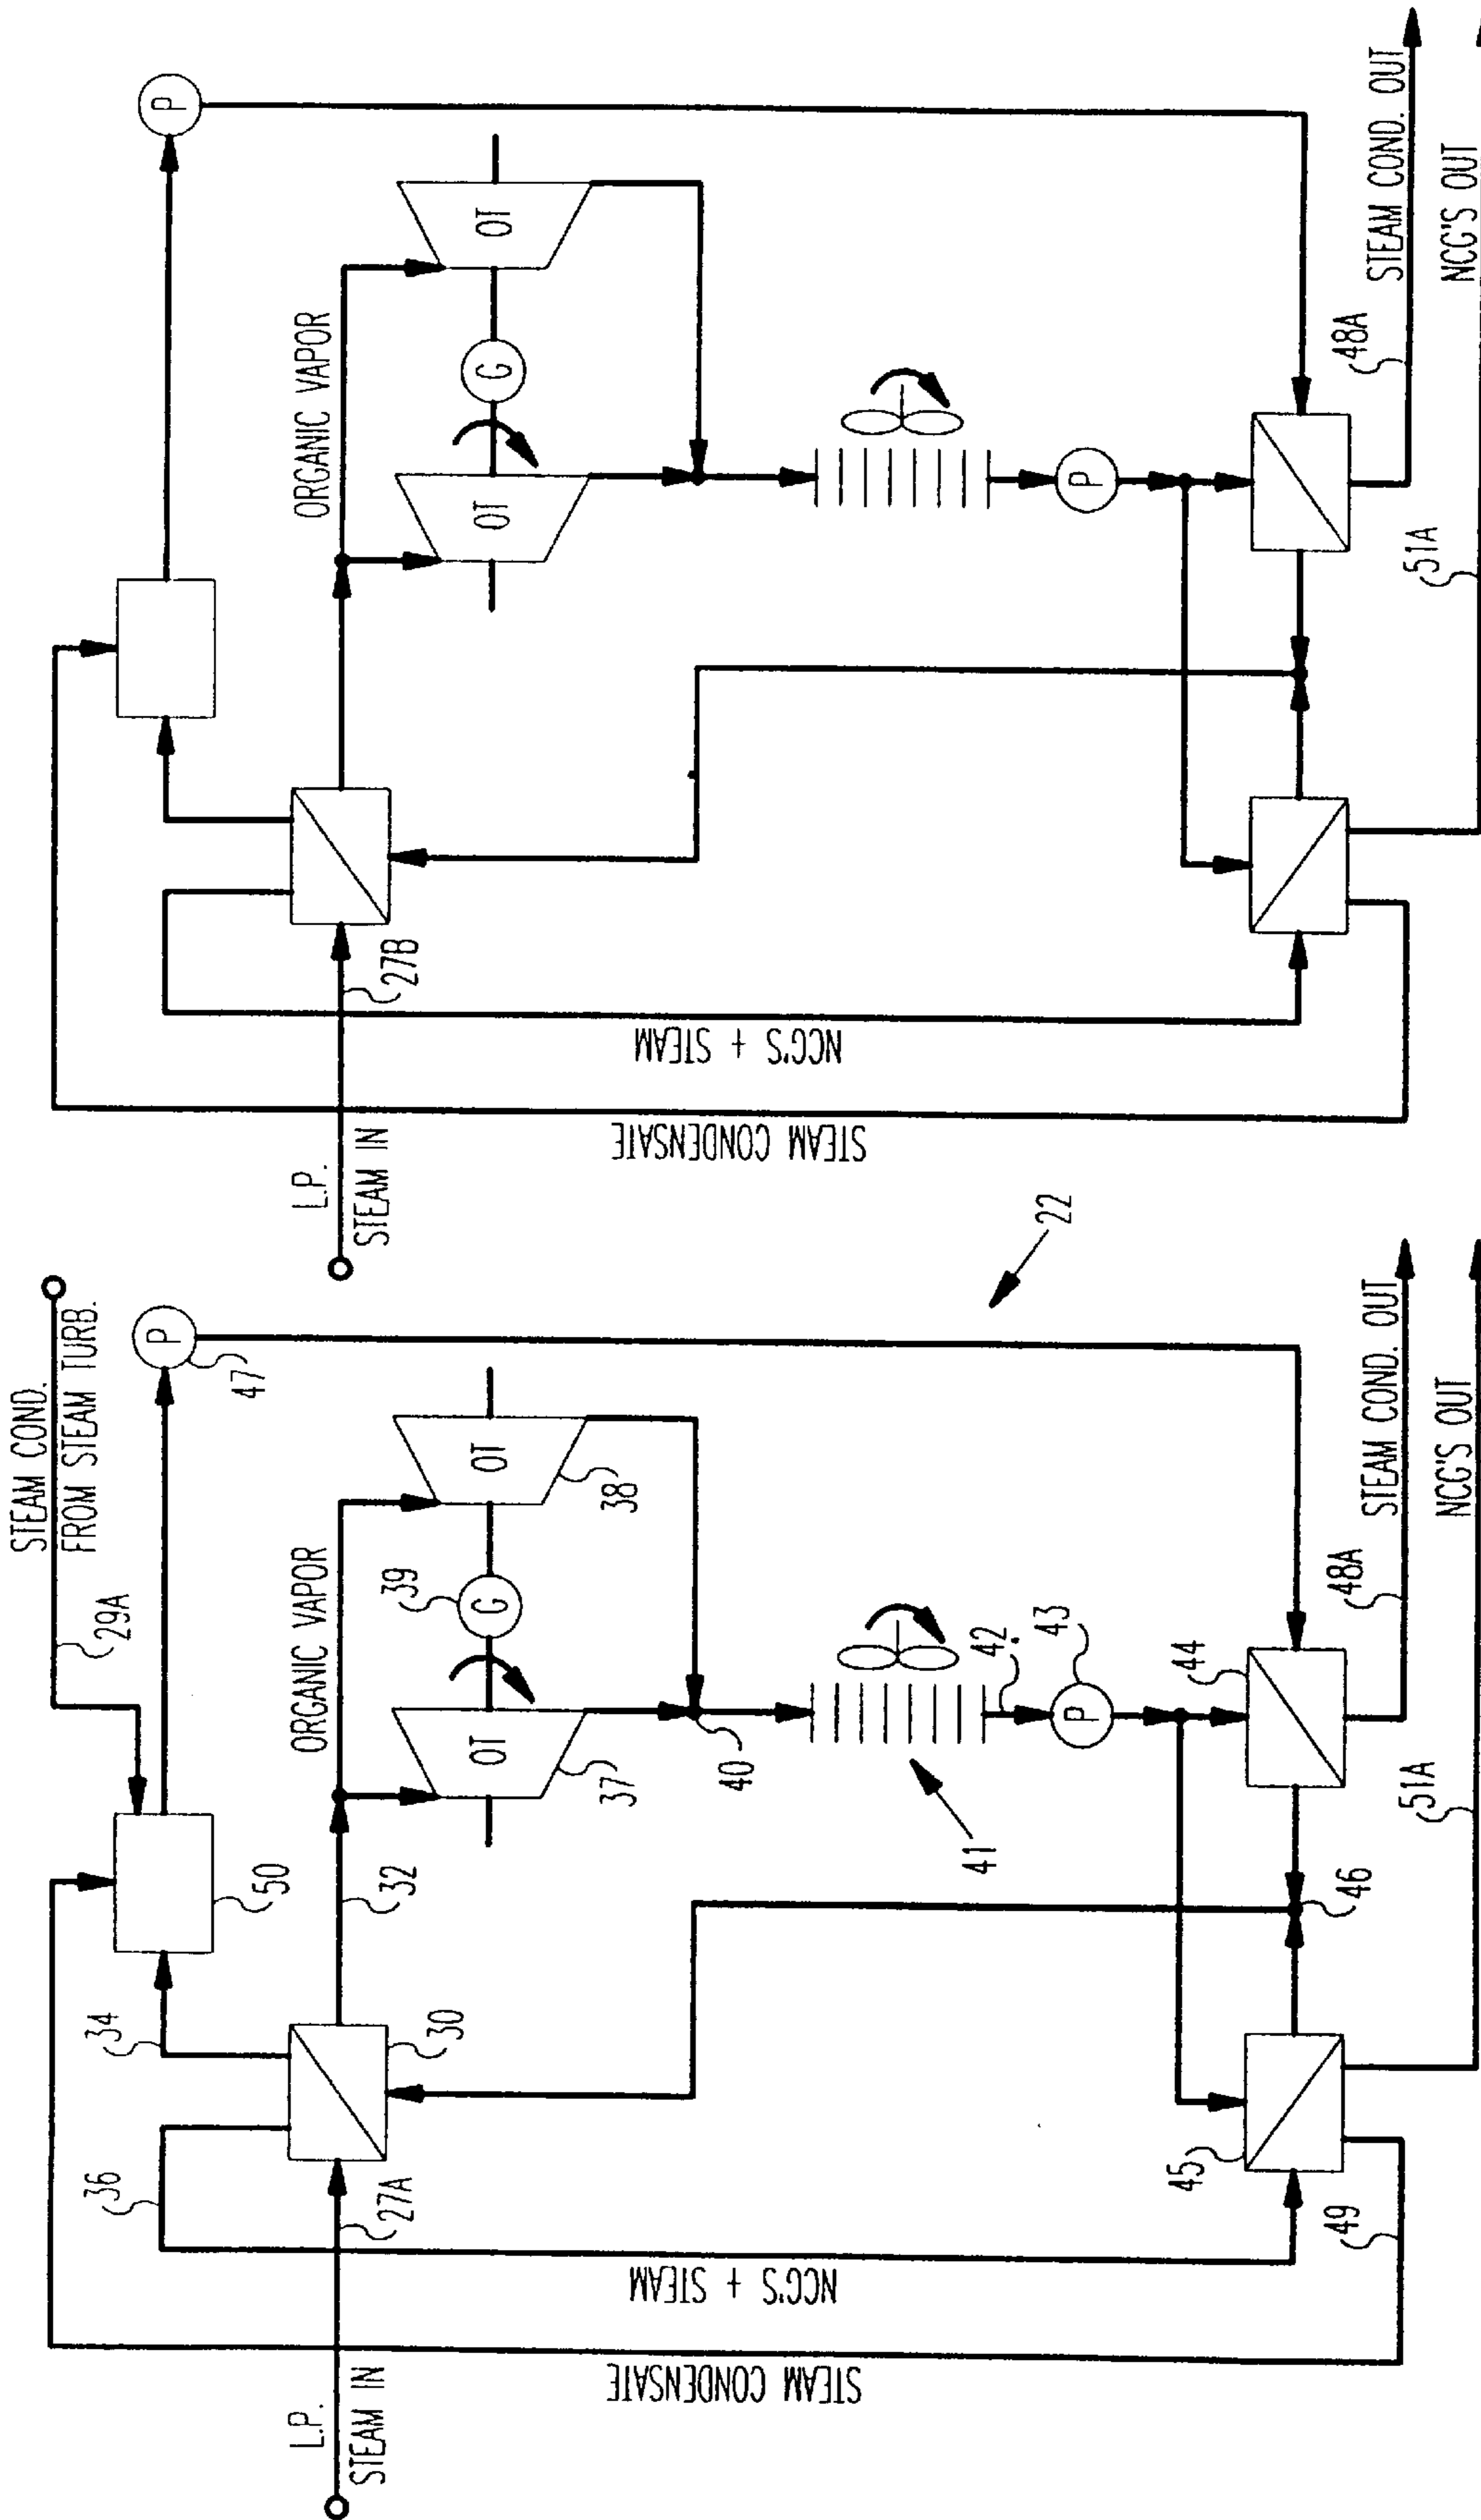 STEAM COND.
FROM STEAM TURB.
29A
P
47
34
50
36
L.P.
STEAM IN
27A
30
32
ORGANIC VAPOR
OT
37
39
G
OT
38
40
41
42
P
43
44
45
46
49
NCG'S + STEAM
STEAM CONDENSATE
48A
STEAM COND. OUT
51A
NCG'S OUT
22
P
L.P.
STEAM IN
27B
ORGANIC VAPOR
OT
G
OT
P
NCG'S + STEAM
STEAM CONDENSATE
48A
STEAM COND. OUT
51A
NCG'S OUT